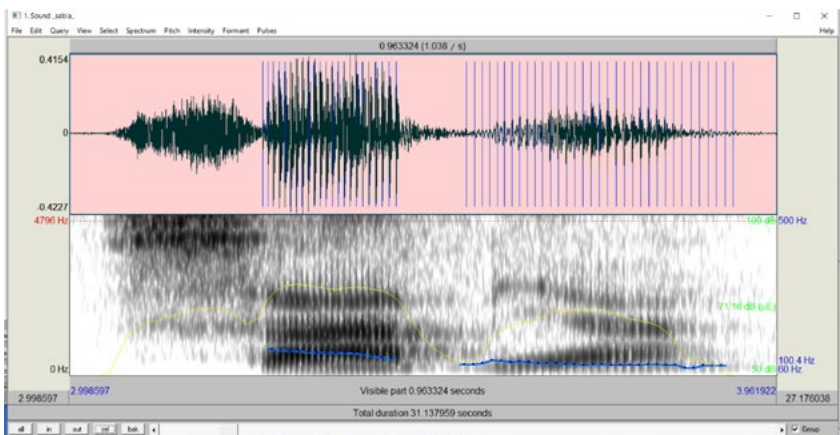 1. Sound _sabia_
File Edit Query View Select Spectrum Pitch Intensity Formant Pulses Help
0.963324 (1.038 / s)
0.4154
0
-0.4227
4796 Hz
100 dB 500 Hz
71.16 dB (µE)
100.4 Hz
0 Hz
50 dB 60 Hz
2.998597 2.998597 Visible part 0.963324 seconds 3.961922 27.176038
Total duration 31.137959 seconds
all in out sel bak Group